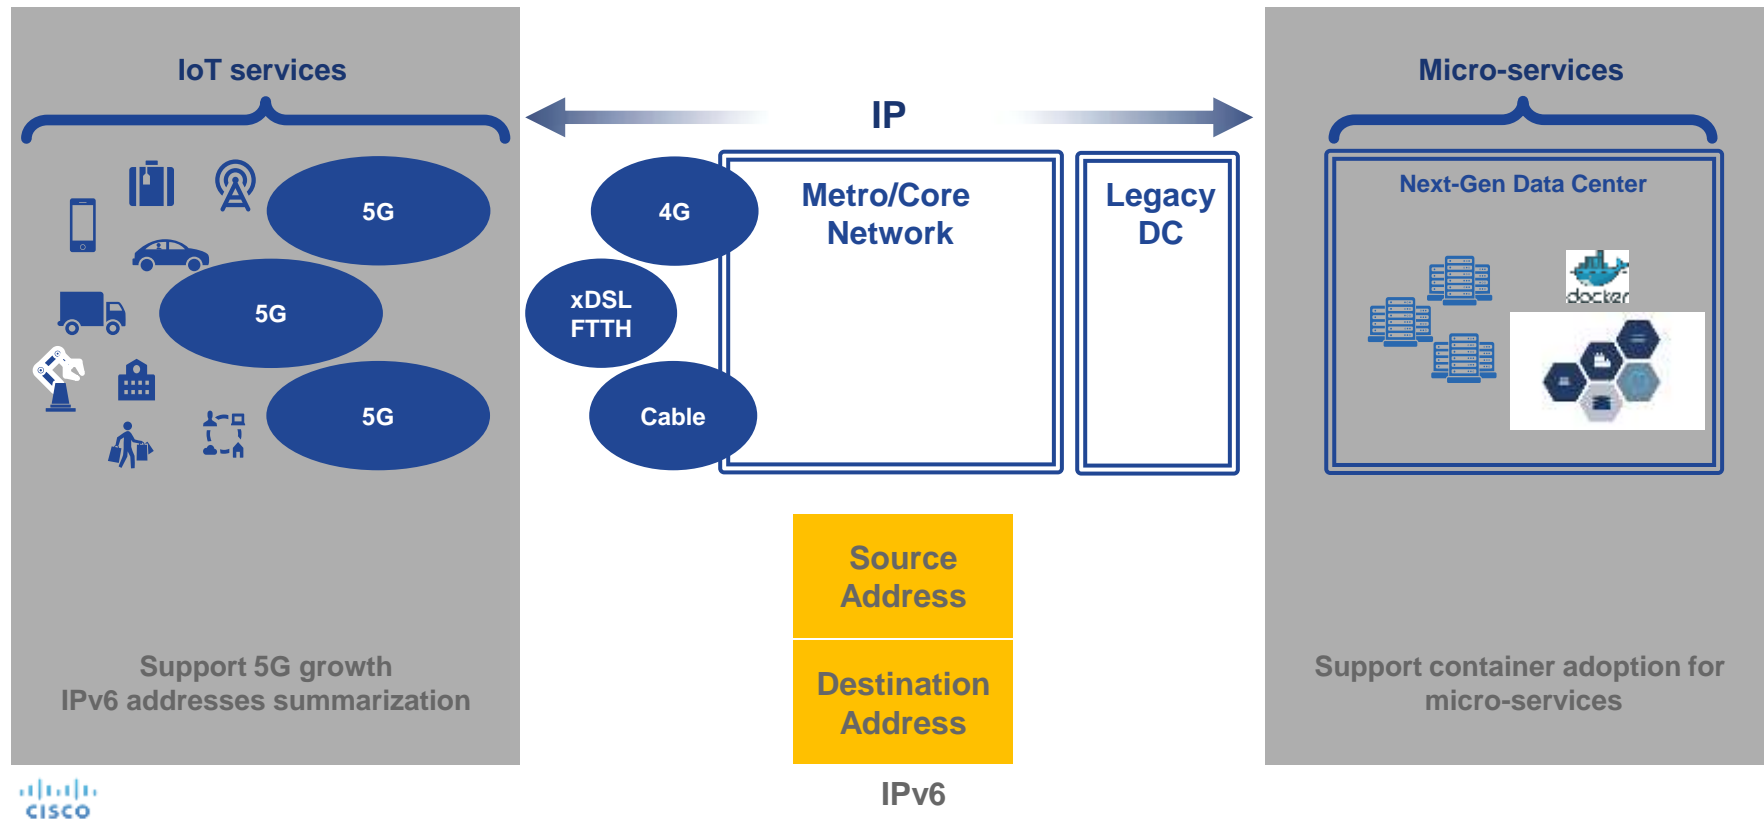 IoT services
IP
Micro-services
5G
5G
5G
4G
xDSL
FTTH
Cable
Metro/Core
Network
Legacy
DC
Next-Gen Data Center
docker
Source
Address
Destination
Address
IPv6
Support 5G growth
IPv6 addresses summarization
Support container adoption for
micro-services
CISCO